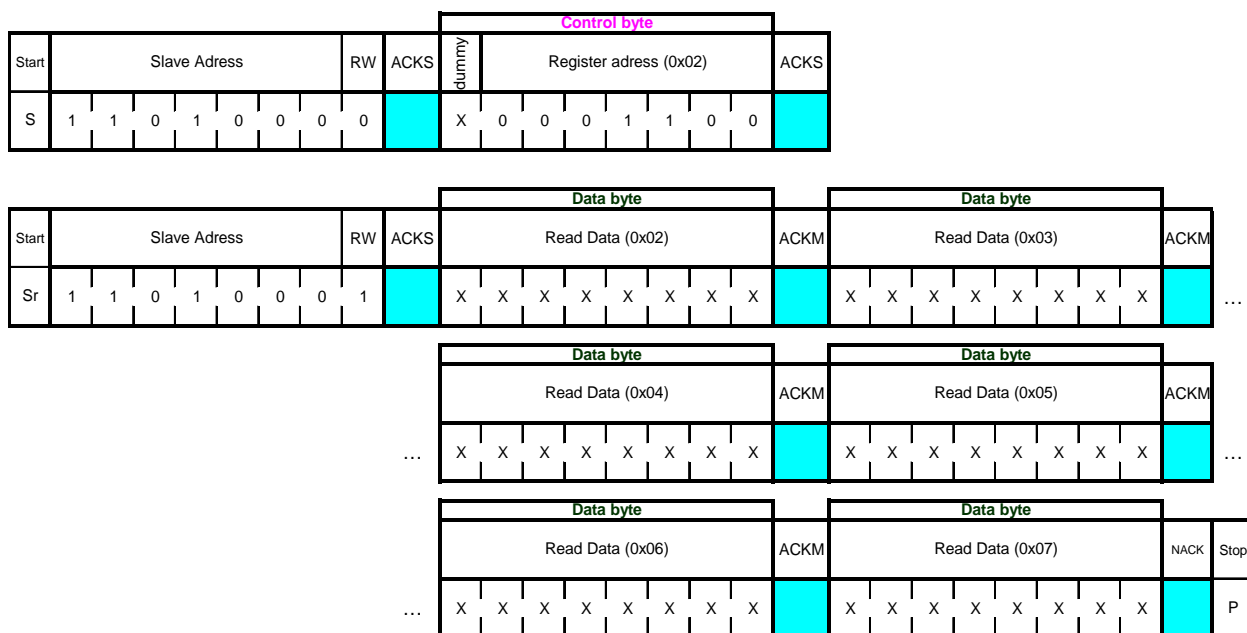 Control byte
Start Slave Adress RW ACKS dummy Register adress (0x02) ACKS
S 1 1 0 1 0 0 0 0 X 0 0 0 1 1 0 0
Data byte Data byte
Start Slave Adress RW ACKS Read Data (0x02) ACKM Read Data (0x03) ACKM
Sr 1 1 0 1 0 0 0 1 X X X X X X X X X X X X X X X X …
Data byte Data byte
Read Data (0x04) ACKM Read Data (0x05) ACKM
… X X X X X X X X X X X X X X X X …
Data byte Data byte
Read Data (0x06) ACKM Read Data (0x07) NACK Stop
… X X X X X X X X X X X X X X X X P